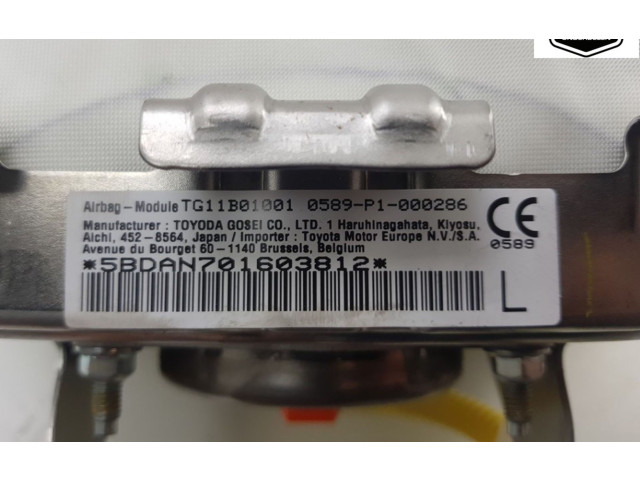 Airbag-Module TG11B01001 0589-P1-000286
Manufacturer : TOYODA GOSEI CO., LTD. 1 Haruhinagahata, Kiyosu,
Aichi, 452-8564, Japan / Importer : Toyota Motor Europe N.V./S.A.
Avenue du Bourget 60-1140 Brussels, Belgium
CE
0589
*5BDAN701603812*
L